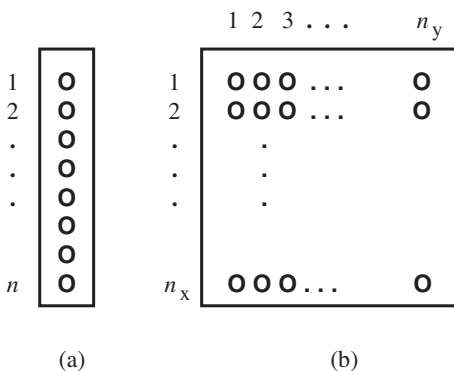 1 2 3 . . . n_y
1 O 1 O O O . . . O
2 O 2 O O O . . . O
. O . .
. O . .
. O . .
O
O
n O n_x O O O . . . O
(a) (b)